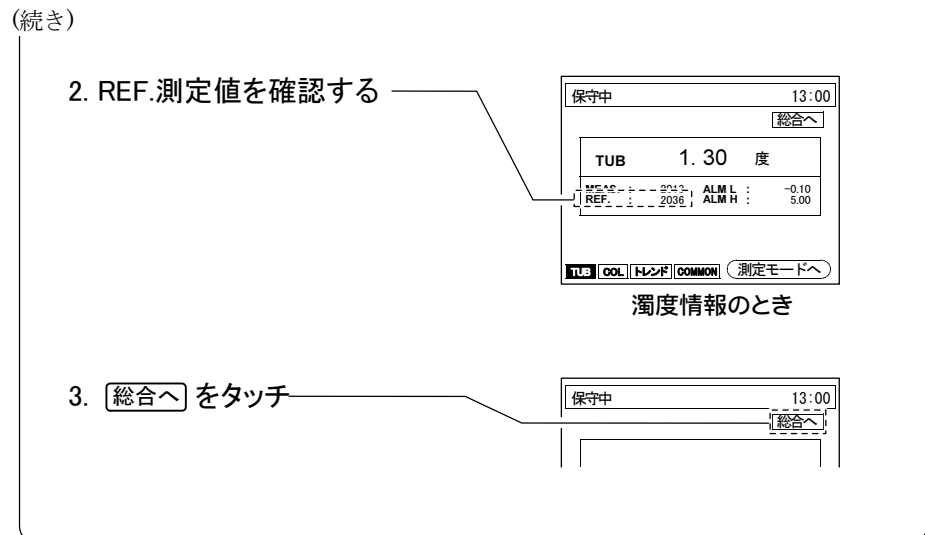 (続き)
2. REF.測定値を確認する
保守中 13:00
総合へ
TUB 1.30 度
MEAS. : ALM L : -0.10
REF. : 2036 ALM H : 5.00
TUB COL トレンド COMMON 測定モードへ
濁度情報のとき
3. 総合へ をタッチ
保守中 13:00
総合へ